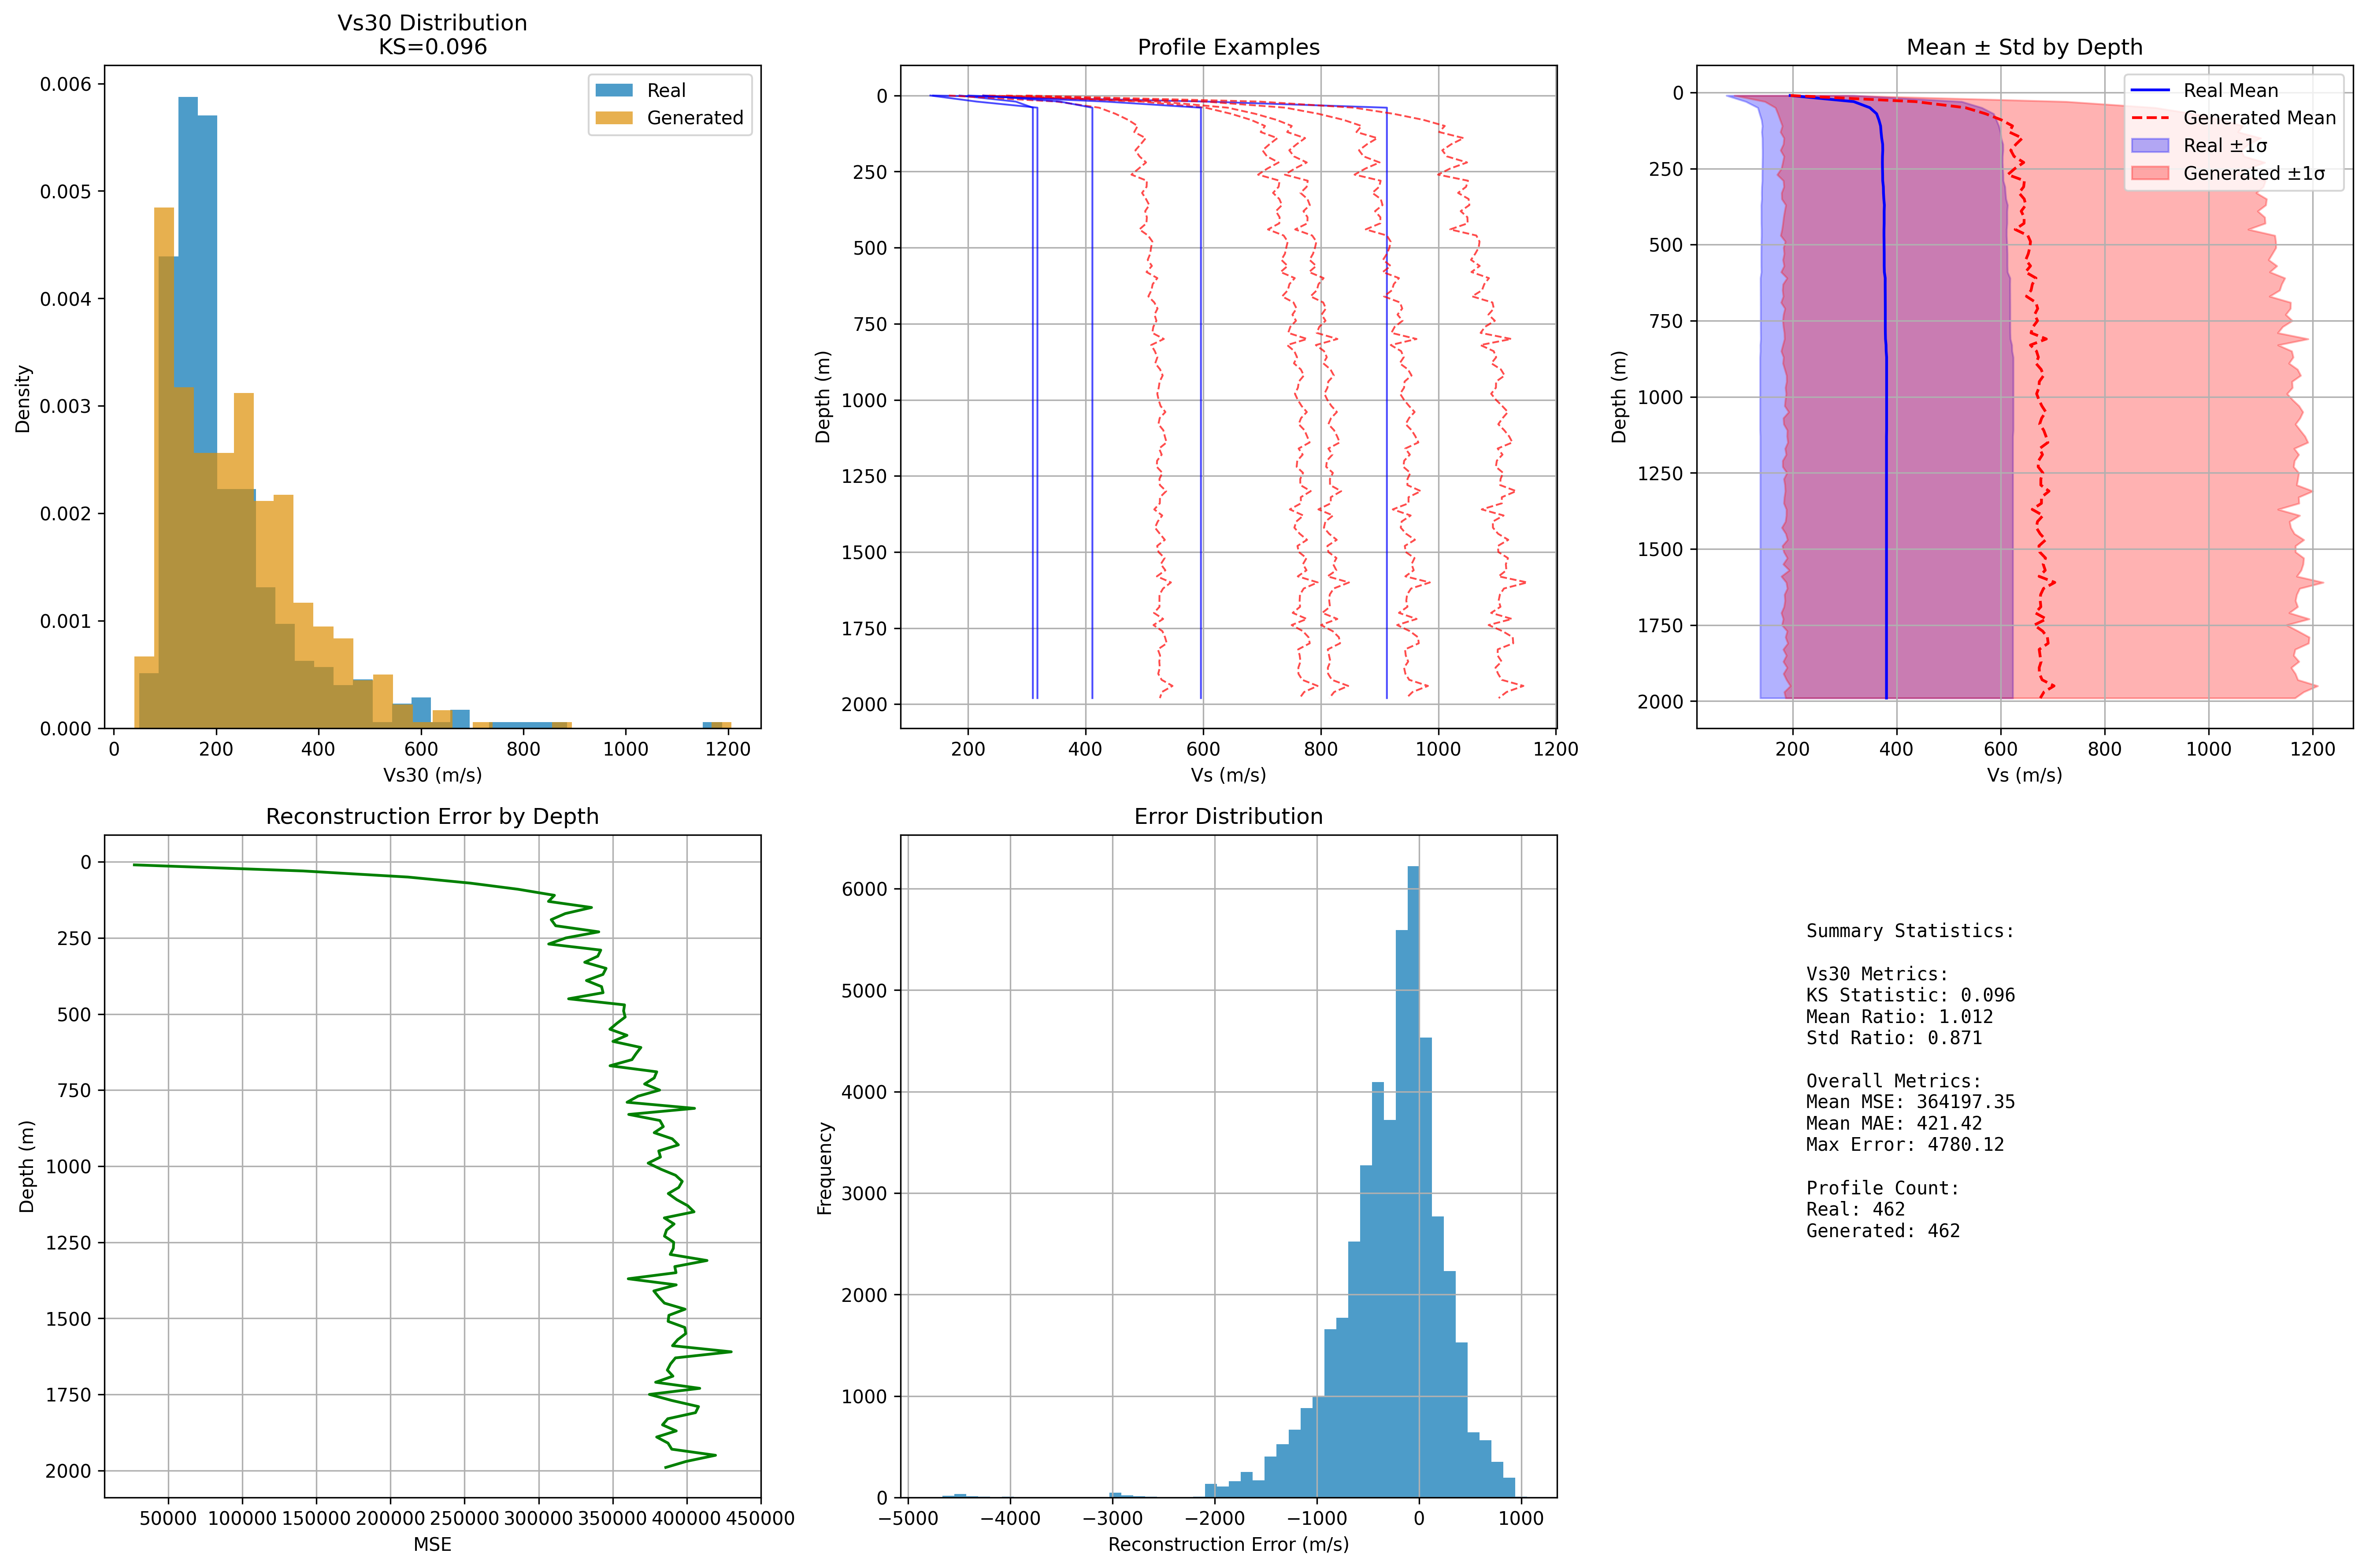 Vs30 Distribution
KS=0.096
0.006
0.005
0.004
0.003
0.002
0.001
0.000
Density
0
200
400
600
800
1000
1200
Vs30 (m/s)
Real
Generated
Profile Examples
0
250
500
750
1000
1250
1500
1750
2000
Depth (m)
200
400
600
800
1000
1200
Vs (m/s)
Mean ± Std by Depth
0
250
500
750
1000
1250
1500
1750
2000
Depth (m)
200
400
600
800
1000
1200
Vs (m/s)
Real Mean
Generated Mean
Real ±1σ
Generated ±1σ
Reconstruction Error by Depth
0
250
500
750
1000
1250
1500
1750
2000
Depth (m)
50000
100000
150000
200000
250000
300000
350000
400000
450000
MSE
Error Distribution
6000
5000
4000
3000
2000
1000
0
Frequency
−5000
−4000
−3000
−2000
−1000
0
1000
Reconstruction Error (m/s)
Summary Statistics:
Vs30 Metrics:
KS Statistic: 0.096
Mean Ratio: 1.012
Std Ratio: 0.871
Overall Metrics:
Mean MSE: 364197.35
Mean MAE: 421.42
Max Error: 4780.12
Profile Count:
Real: 462
Generated: 462